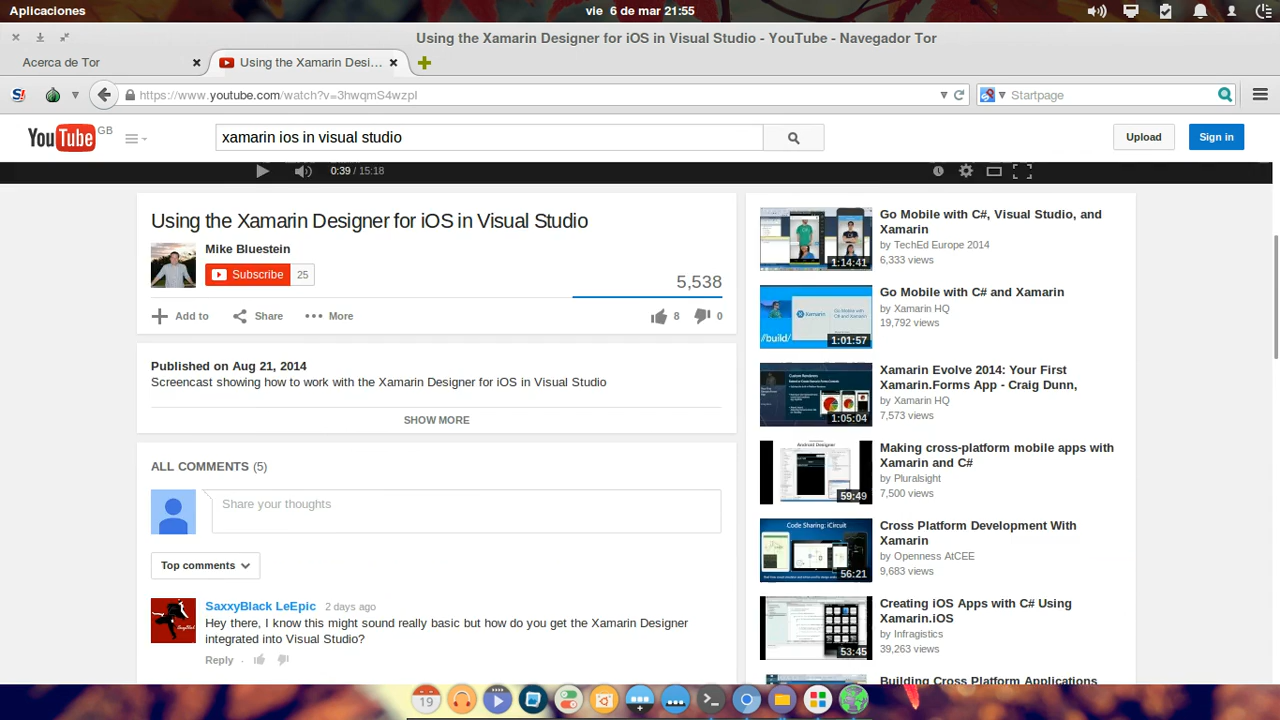 Aplicaciones
vie 6 de mar 21:55
Using the Xamarin Designer for iOS in Visual Studio - YouTube - Navegador Tor
Acerca de Tor
Using the Xamarin Desi...
https://www.youtube.com/watch?v=3hwqmS4wzpI
Startpage
YouTube GB
xamarin ios in visual studio
Upload
Sign in
0:39 / 15:18
Using the Xamarin Designer for iOS in Visual Studio
Mike Bluestein
Subscribe 25
5,538
Add to
Share
More
8
0
Published on Aug 21, 2014
Screencast showing how to work with the Xamarin Designer for iOS in Visual Studio
SHOW MORE
ALL COMMENTS (5)
Share your thoughts
Top comments
SaxxyBlack LeEpic 2 days ago
Hey there, I know this might sound really basic but how do you get the Xamarin Designer
integrated into Visual Studio?
Reply
1:14:41
Go Mobile with C#, Visual Studio, and
Xamarin
by TechEd Europe 2014
6,333 views
Xamarin
//build/
1:01:57
Go Mobile with C# and Xamarin
by Xamarin HQ
19,792 views
1:05:04
Xamarin Evolve 2014: Your First
Xamarin.Forms App - Craig Dunn,
by Xamarin HQ
7,573 views
Android Designer
59:49
Making cross-platform mobile apps with
Xamarin and C#
by Pluralsight
7,500 views
Code Sharing: iCircuit
56:21
Cross Platform Development With
Xamarin
by Openness AtCEE
9,683 views
53:45
Creating iOS Apps with C# Using
Xamarin.iOS
by Infragistics
39,263 views
Building Cross Platform Applications
19